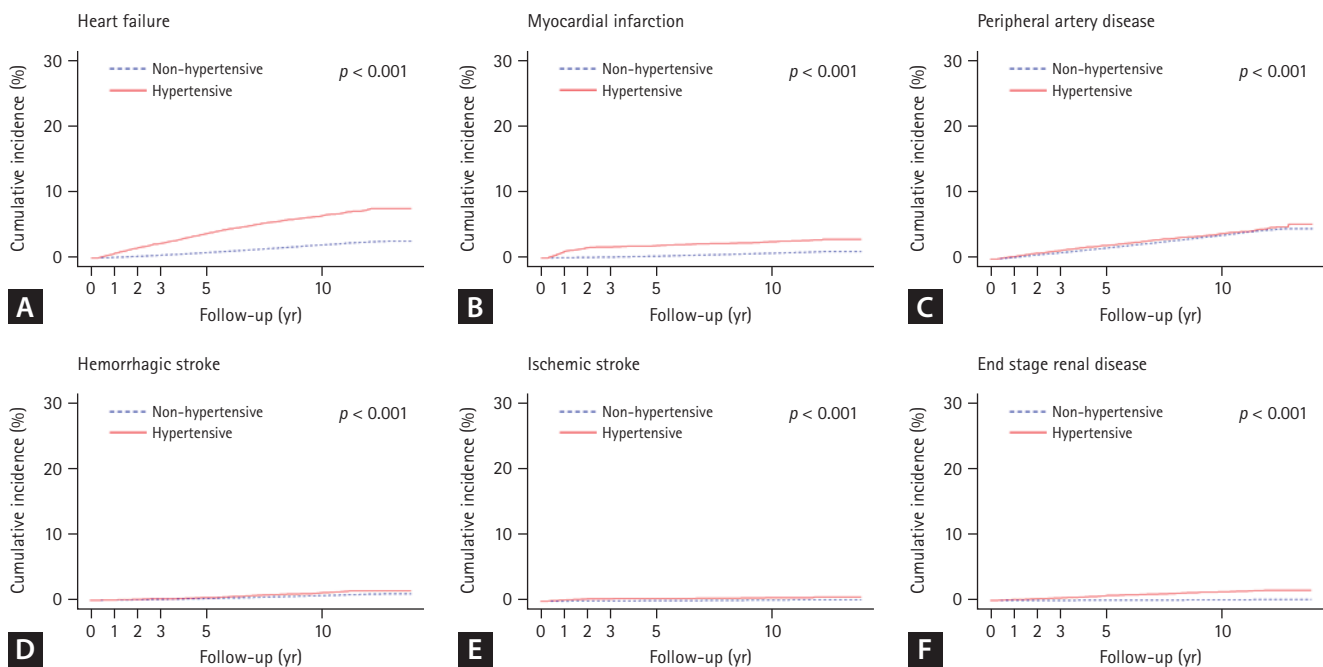 Heart failure
Cumulative incidence (%)
30
20
10
0
Non-hypertensive
Hypertensive
p < 0.001
0 1 2 3 5 10
Follow-up (yr)
A
Myocardial infarction
Cumulative incidence (%)
30
20
10
0
Non-hypertensive
Hypertensive
p < 0.001
0 1 2 3 5 10
Follow-up (yr)
B
Peripheral artery disease
Cumulative incidence (%)
30
20
10
0
Non-hypertensive
Hypertensive
p < 0.001
0 1 2 3 5 10
Follow-up (yr)
C
Hemorrhagic stroke
Cumulative incidence (%)
30
20
10
0
Non-hypertensive
Hypertensive
p < 0.001
0 1 2 3 5 10
Follow-up (yr)
D
Ischemic stroke
Cumulative incidence (%)
30
20
10
0
Non-hypertensive
Hypertensive
p < 0.001
0 1 2 3 5 10
Follow-up (yr)
E
End stage renal disease
Cumulative incidence (%)
30
20
10
0
Non-hypertensive
Hypertensive
p < 0.001
0 1 2 3 5 10
Follow-up (yr)
F